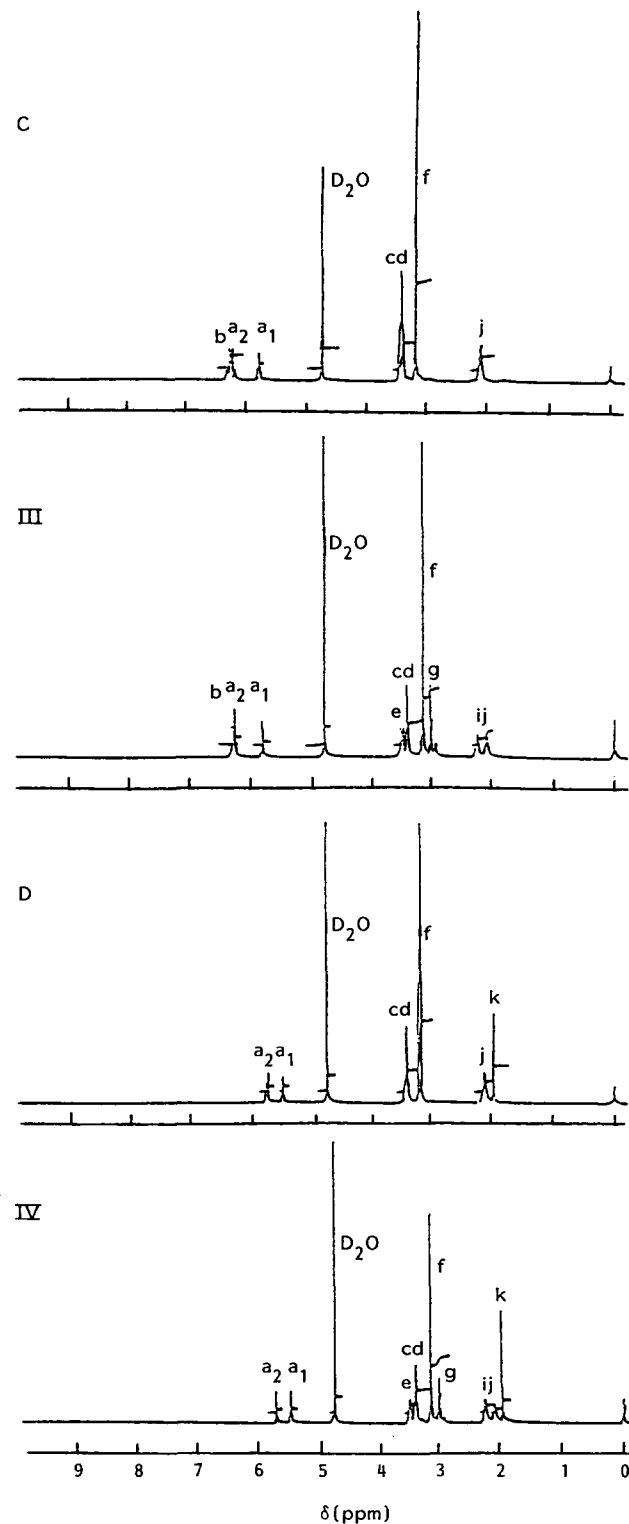 C
D₂O
f
cd
b a₂ a₁
j
III
D₂O
f
b a₂ a₁
cd
e
g
ij
D
D₂O
f
cd
k
a₂ a₁
j
IV
D₂O
f
k
a₂ a₁
cd
e
g
ij
9 8 7 6 5 4 3 2 1 0
δ(ppm)